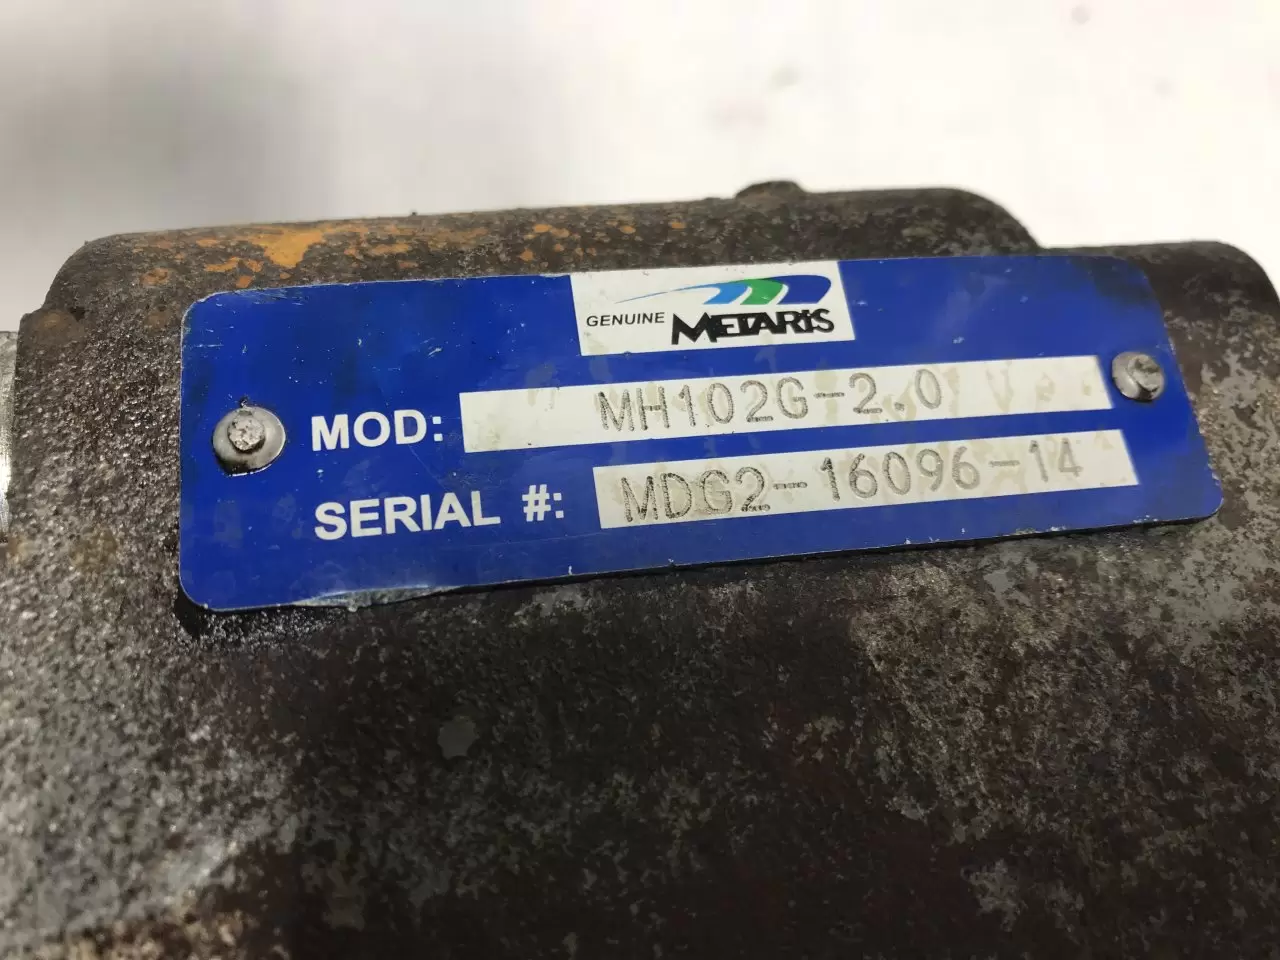 GENUINE METARIS
MOD: MH102G-2.0
SERIAL #: MDG2-16096-14